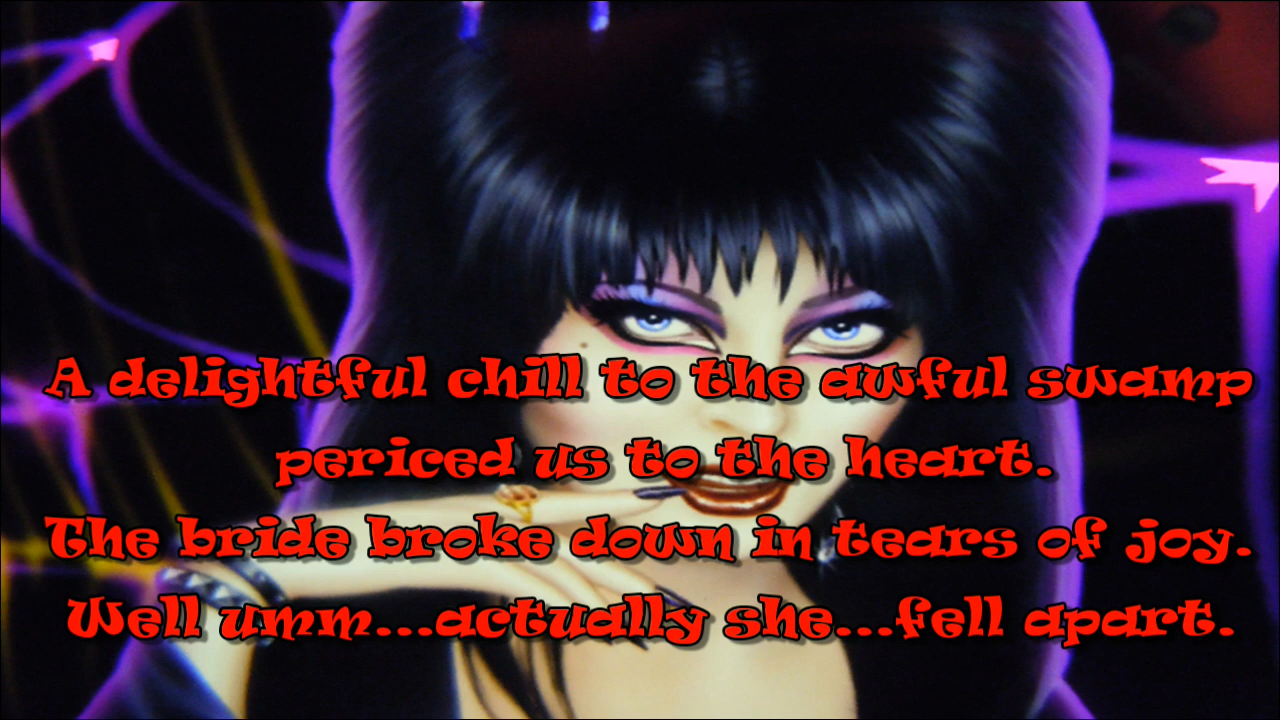 A delightful chill to the awful swamp
periced us to the heart.
The bride broke down in tears of joy.
Well umm...actually she...fell apart.